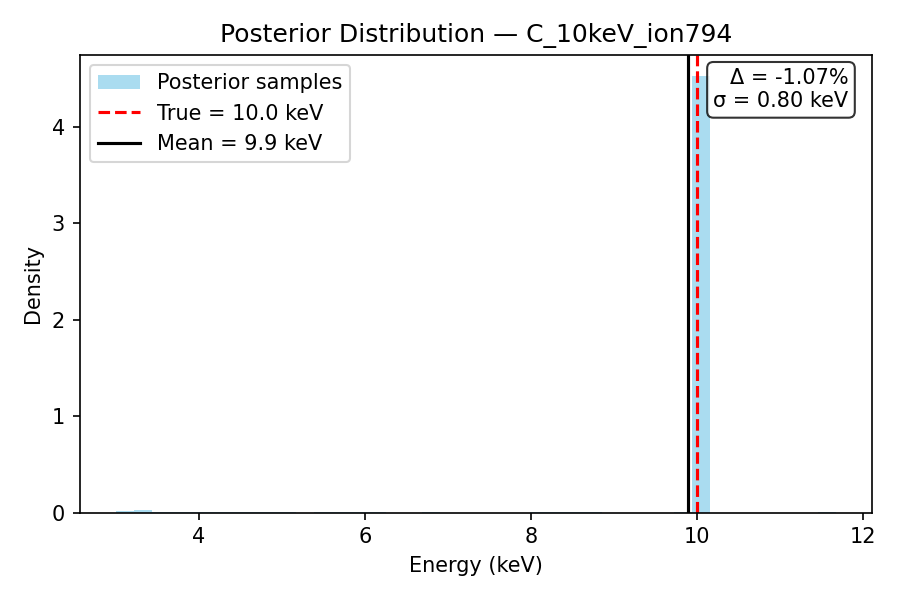 Posterior Distribution — C_10keV_ion794
Posterior samples
True = 10.0 keV
Mean = 9.9 keV
Δ = -1.07%
σ = 0.80 keV
Density
4
3
2
1
0
4 6 8 10 12
Energy (keV)